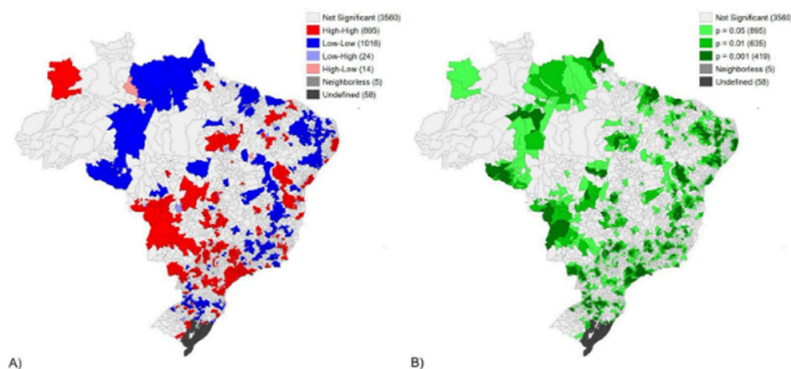 Not Significant (3560)
High-High (895)
Low-Low (1016)
Low-High (24)
High-Low (14)
Neighborless (5)
Undefined (58)
A)
Not Significant (3560)
p = 0.05 (865)
p = 0.01 (635)
p = 0.001 (419)
Neighborless (5)
Undefined (58)
B)